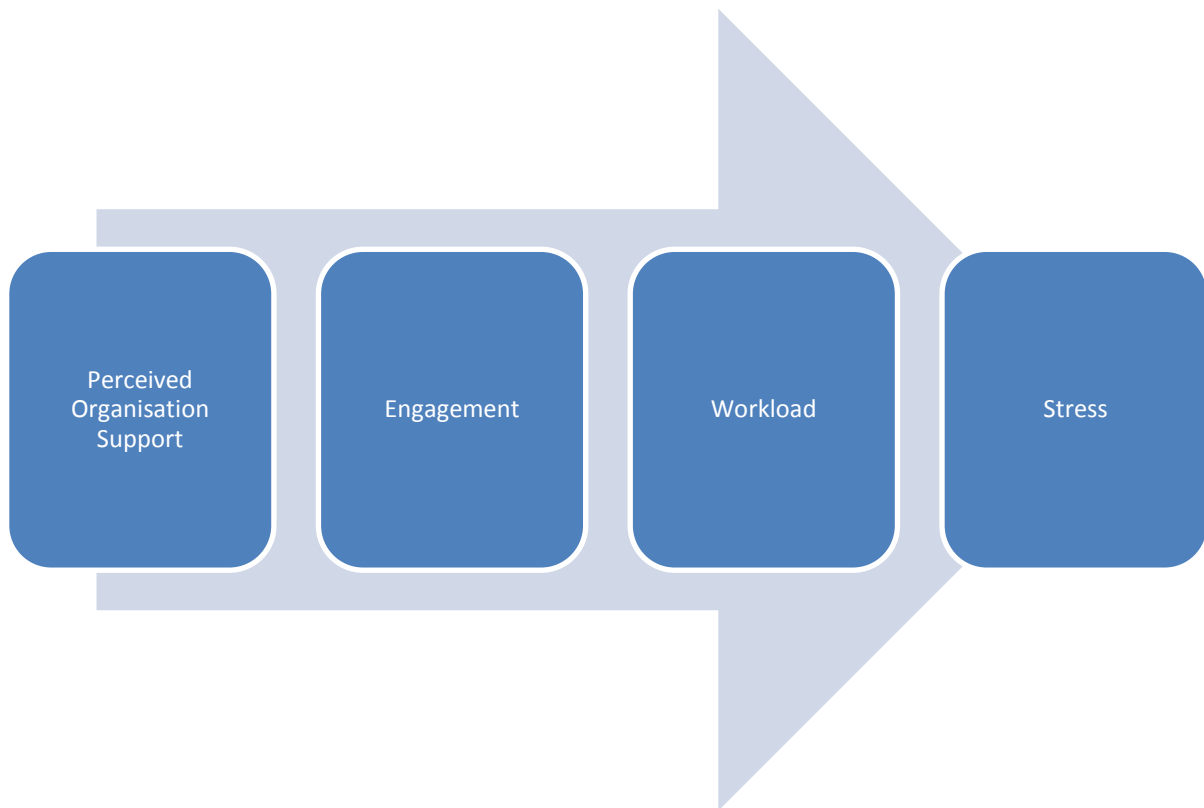 Perceived
Organisation
Support
Engagement
Workload
Stress